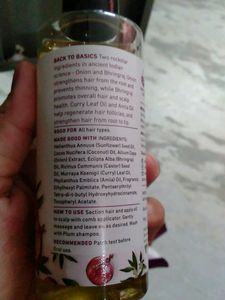 BACK TO BASICS Two rockstar
ingredients in ancient Indian
science - Onion and Bhringraj. Onion
strengthens hair from the root and
prevents thinning, while Bhringraj
promotes overall hair and scalp
health. Curry Leaf Oil and Amla Oil
help regenerate hair follicles, and
strengthen hair from root to tip.
GOOD FOR All hair types.
MADE GOOD WITH INGREDIENTS:
Helianthus Annuus (Sunflower) Seed Oil,
Cocos Nucifera (Coconut) Oil, Allium Cepa
(Onion) Extract, Eclipta Alba (Bhringraj)
Oil, Ricinus Communis (Castor) Seed
Oil, Murraya Koenigii (Curry) Leaf Oil,
Phyllanthus Emblica (Amla) Oil, Fragrance,
Ethylhexyl Palmitate, Pentaerythrityl
Tetra-di-t-butyl Hydroxyhydrocinnamate,
Tocopheryl Acetate.
HOW TO USE Section hair and apply oil
to scalp with comb applicator. Gently
massage and leave on, as desired. Wash
with Plum shampoo.
RECOMMENDED Patch test before
first use.